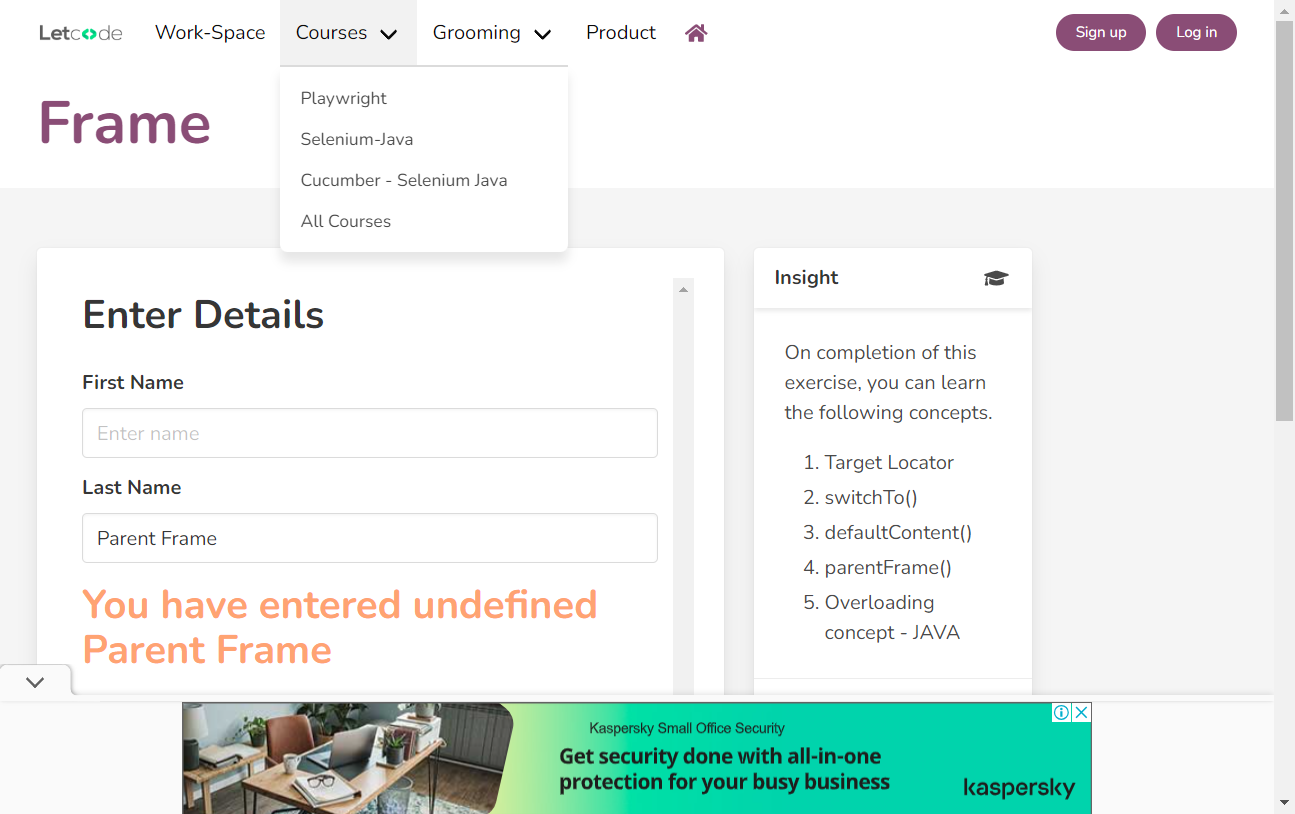 Letcode
Work-Space
Courses
Grooming
Product
Sign up
Log in
Playwright
Selenium-Java
Cucumber - Selenium Java
All Courses
Frame
Enter Details
First Name
Enter name
Last Name
Parent Frame
You have entered undefined
Parent Frame
Insight
On completion of this
exercise, you can learn
the following concepts.
1. Target Locator
2. switchTo()
3. defaultContent()
4. parentFrame()
5. Overloading
concept - JAVA
Kaspersky Small Office Security
Get security done with all-in-one
protection for your busy business
kaspersky